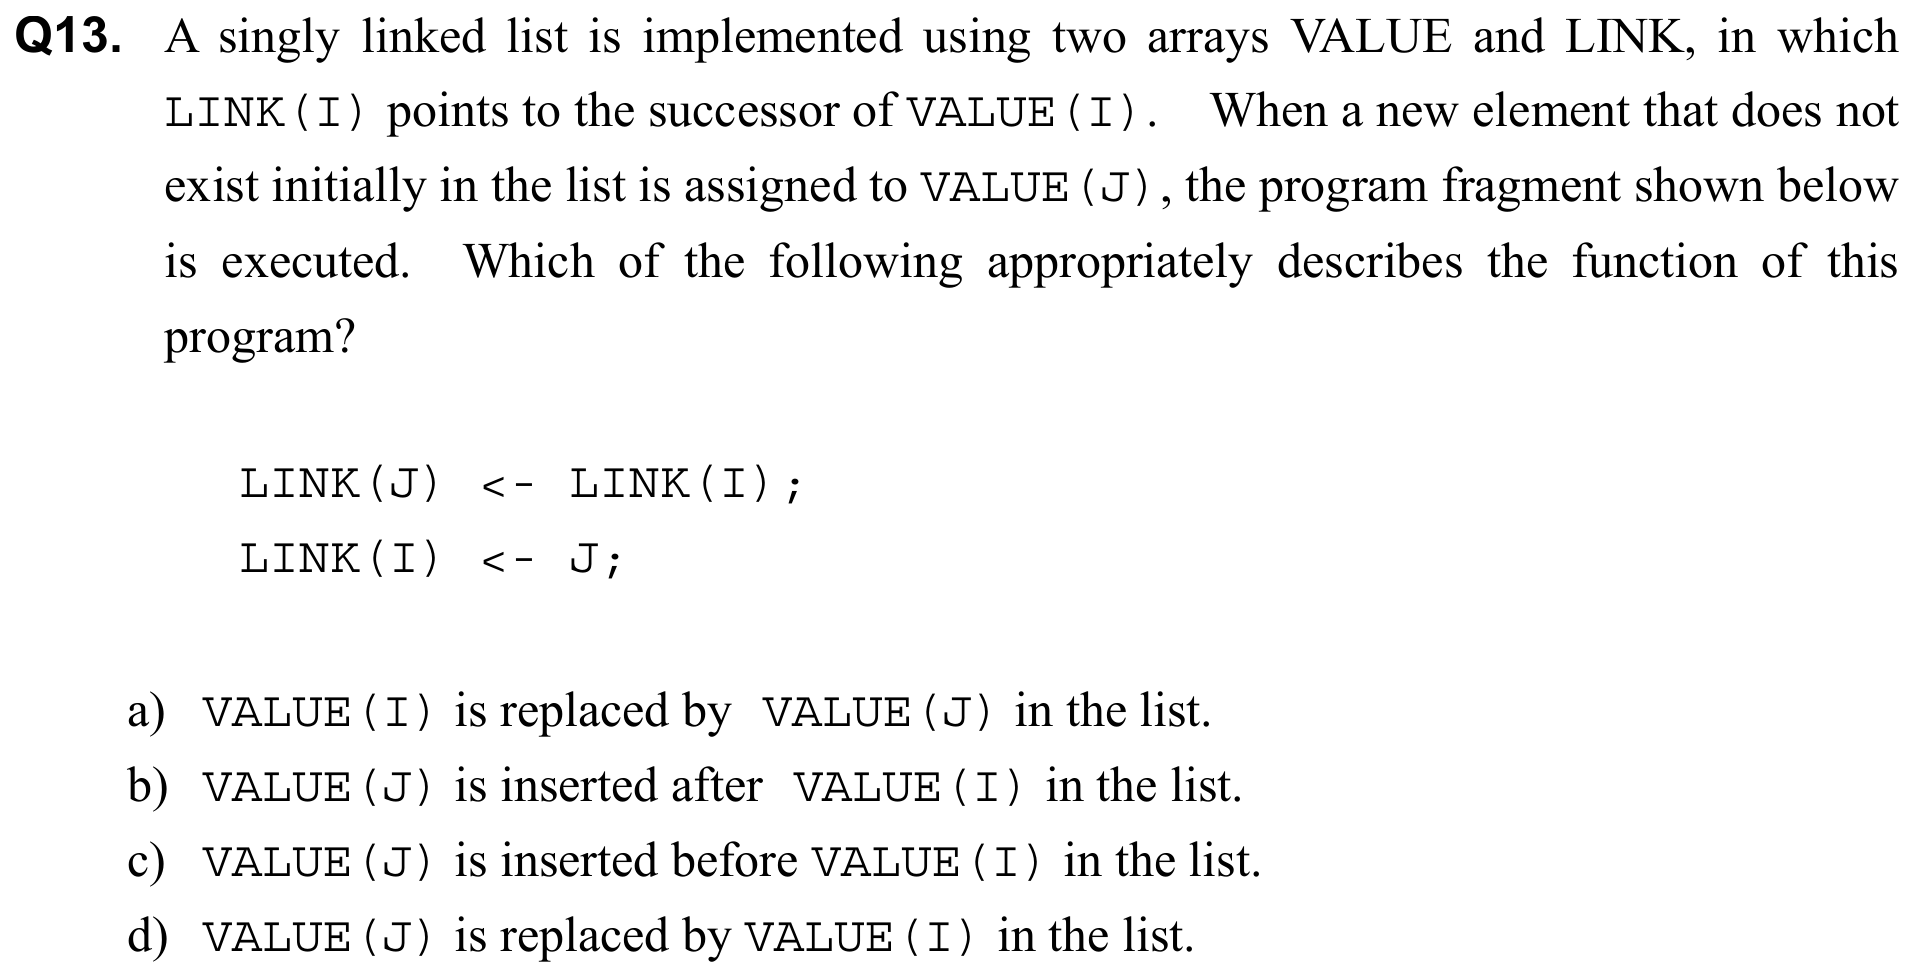 Q13. A singly linked list is implemented using two arrays VALUE and LINK, in which
LINK(I) points to the successor of VALUE(I). When a new element that does not
exist initially in the list is assigned to VALUE(J), the program fragment shown below
is executed. Which of the following appropriately describes the function of this
program?
LINK(J) <- LINK(I);
LINK(I) <- J;
a) VALUE(I) is replaced by VALUE(J) in the list.
b) VALUE(J) is inserted after VALUE(I) in the list.
c) VALUE(J) is inserted before VALUE(I) in the list.
d) VALUE(J) is replaced by VALUE(I) in the list.